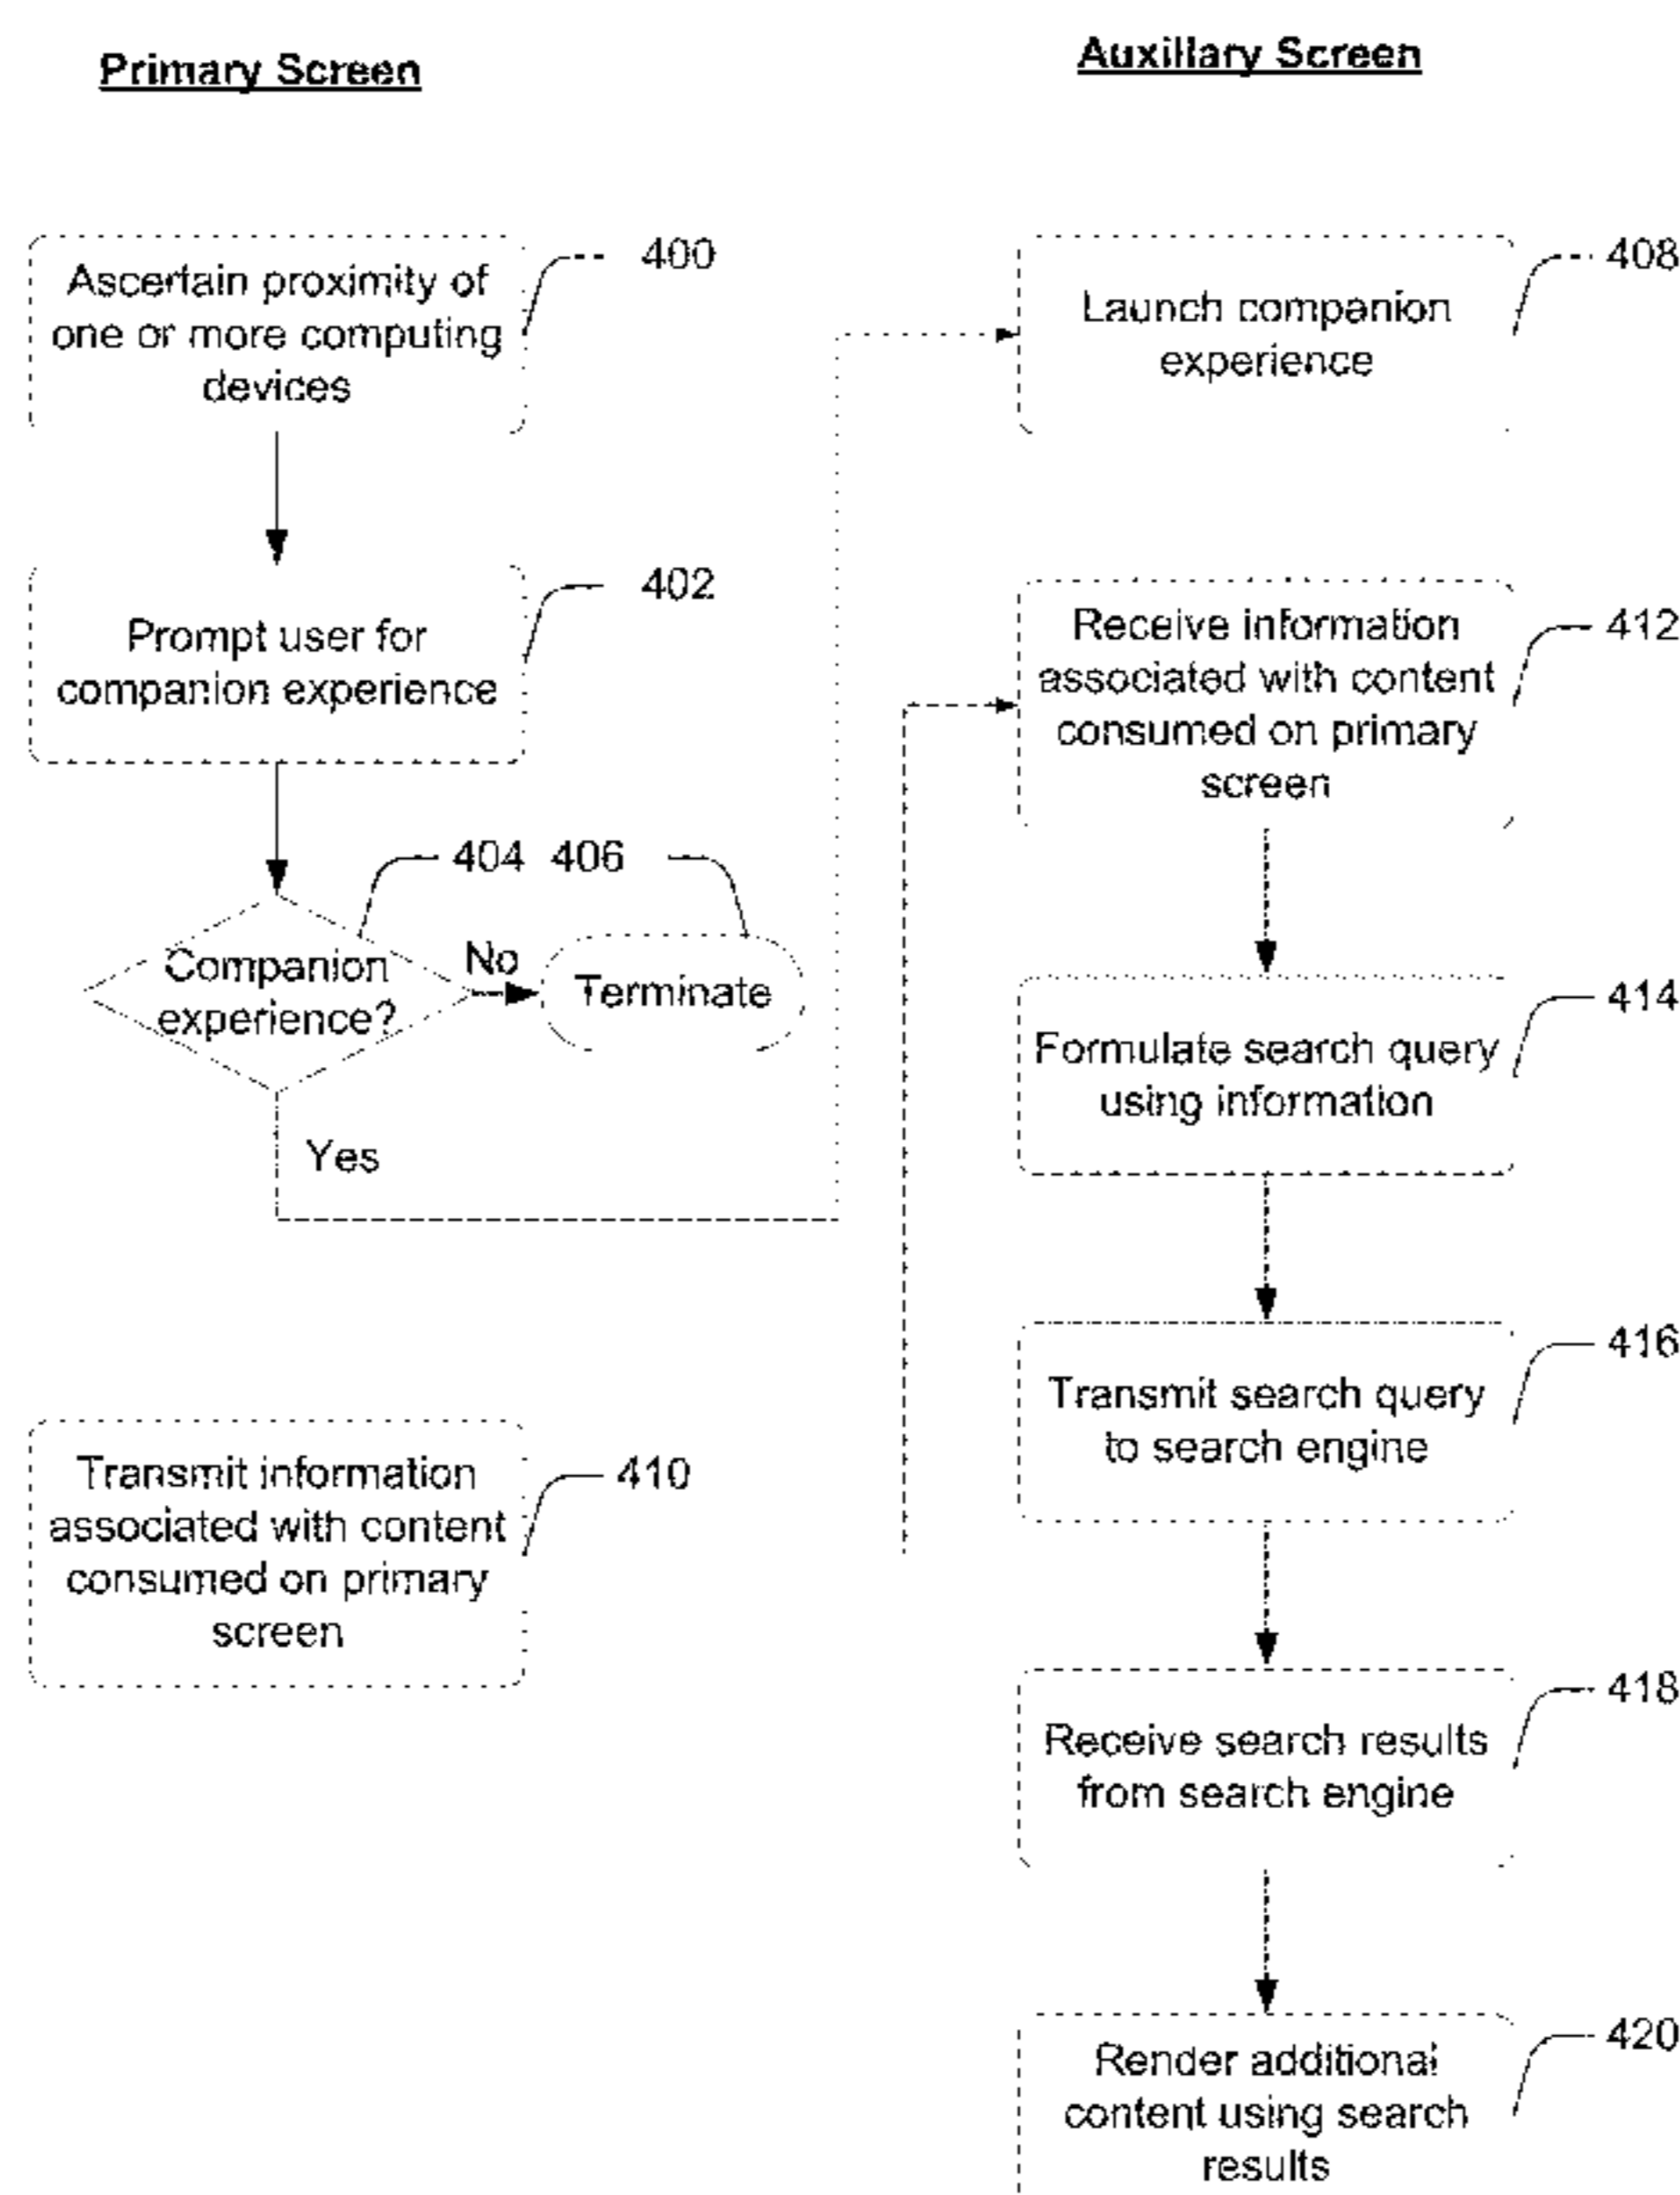 Primary Screen
Auxillary Screen
400
Ascertain proximity of
one or more computing
devices
408
Launch companion
experience
402
Prompt user for
companion experience
412
Receive information
associated with content
consumed on primary
screen
404 406
Companion
experience?
No
Terminate
Yes
414
Formulate search query
using information
416
Transmit search query
to search engine
410
Transmit information
associated with content
consumed on primary
screen
418
Receive search results
from search engine
420
Render additional
content using search
results